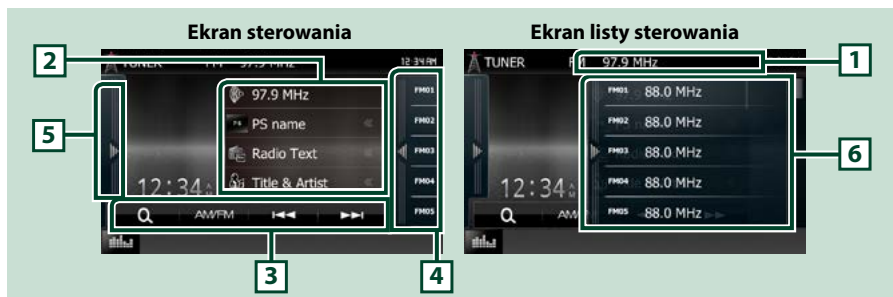 Ekran sterowania
Ekran listy sterowania
2
TUNER FM 97.9 MHz 12:34AM
97.9 MHz
PS name
Radio Text
Title & Artist
FM01
FM02
FM03
FM04
FM05
12:34
AM/FM
5
3
4
TUNER FM 97.9 MHz
1
FM01 88.0 MHz
FM02 88.0 MHz
FM03 88.0 MHz
FM04 88.0 MHz
FM05 88.0 MHz
12:34
6